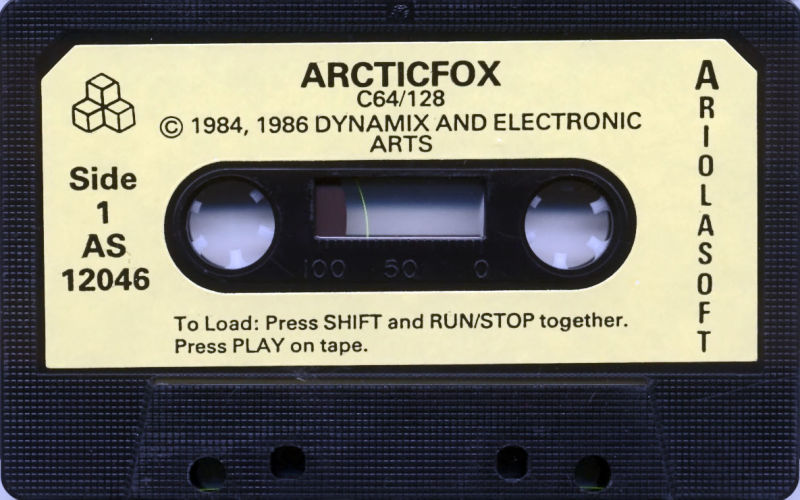 ARCTICFOX
C64/128
© 1984, 1986 DYNAMIX AND ELECTRONIC
ARTS
Side
1
AS
12046
100 50 0
To Load: Press SHIFT and RUN/STOP together.
Press PLAY on tape.
ARIOLASOFT